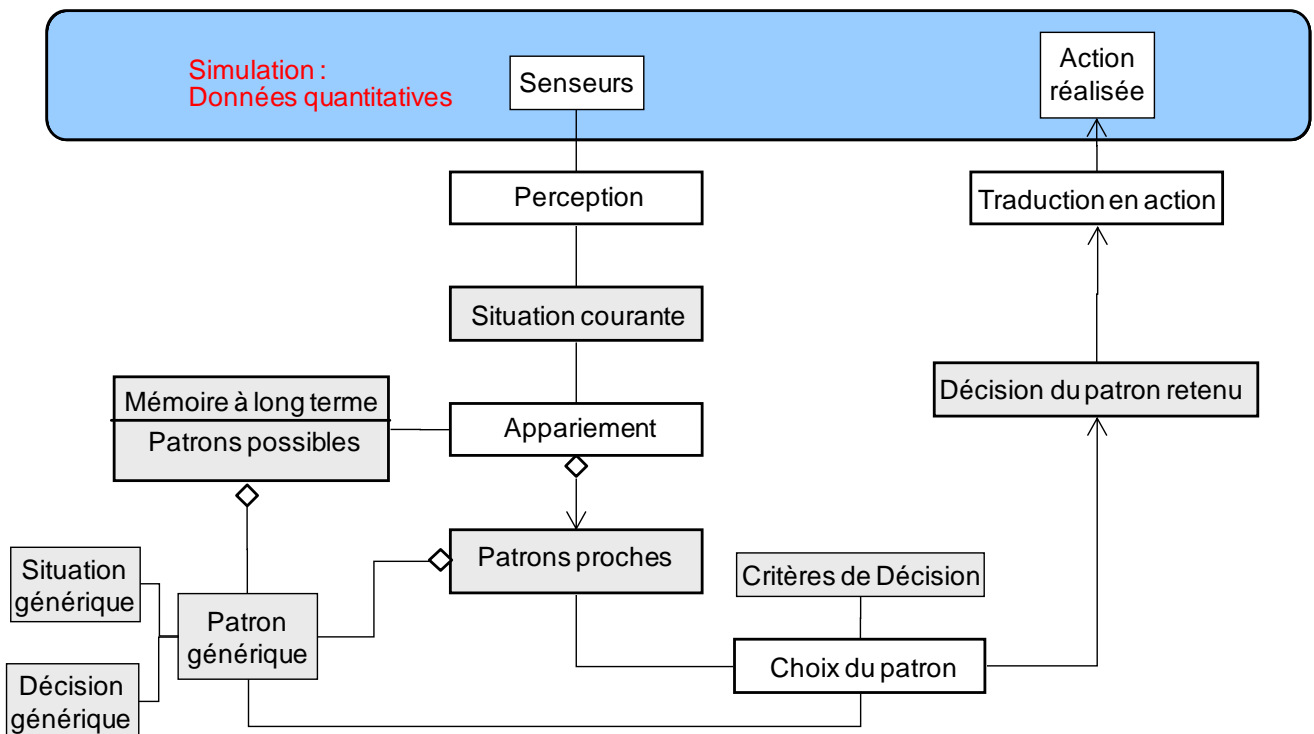 Simulation :
Données quantitatives
Senseurs
Action
réalisée
Perception
Traduction en action
Situation courante
Mémoire à long terme
Patrons possibles
Appariement
Décision du patron retenu
Patrons proches
Critères de Décision
Situation
générique
Patron
générique
Choix du patron
Décision
générique